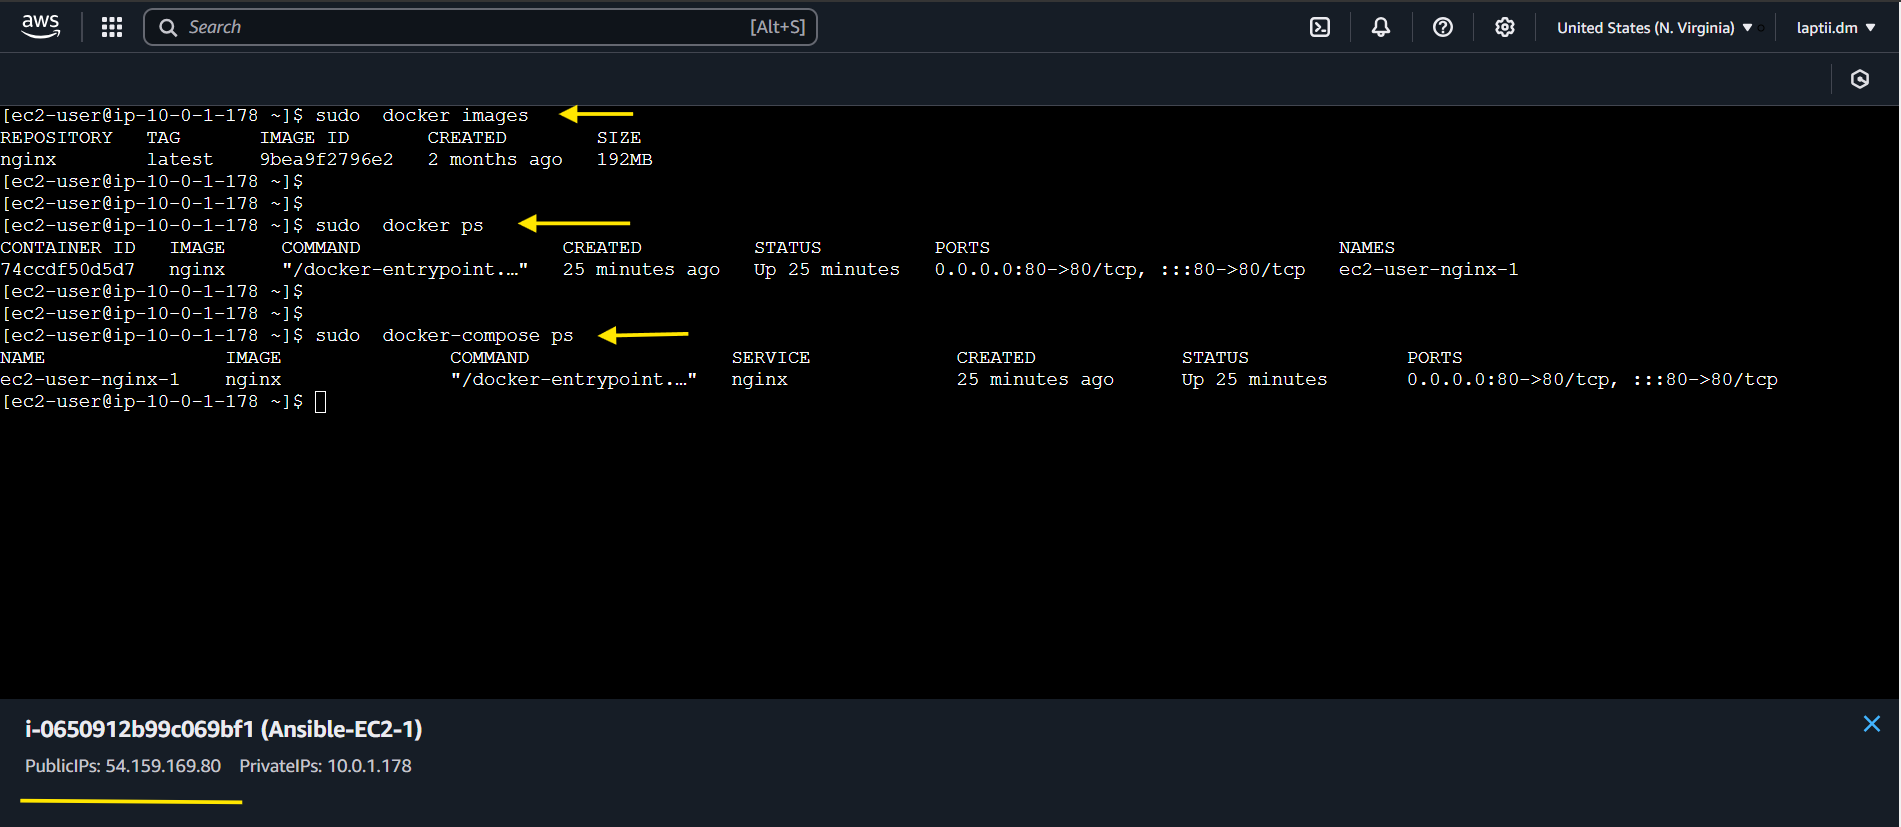 aws Search [Alt+S] United States (N. Virginia) laptii.dm
[ec2-user@ip-10-0-1-178 ~]$ sudo  docker images
REPOSITORY   TAG       IMAGE ID       CREATED        SIZE
nginx        latest    9bea9f2796e2   2 months ago   192MB
[ec2-user@ip-10-0-1-178 ~]$
[ec2-user@ip-10-0-1-178 ~]$
[ec2-user@ip-10-0-1-178 ~]$ sudo  docker ps
CONTAINER ID   IMAGE     COMMAND                  CREATED          STATUS          PORTS                               NAMES
74ccdf50d5d7   nginx     "/docker-entrypoint.…"   25 minutes ago   Up 25 minutes   0.0.0.0:80->80/tcp, :::80->80/tcp   ec2-user-nginx-1
[ec2-user@ip-10-0-1-178 ~]$
[ec2-user@ip-10-0-1-178 ~]$
[ec2-user@ip-10-0-1-178 ~]$ sudo  docker-compose ps
NAME                IMAGE               COMMAND                  SERVICE             CREATED             STATUS              PORTS
ec2-user-nginx-1    nginx               "/docker-entrypoint.…"   nginx               25 minutes ago      Up 25 minutes       0.0.0.0:80->80/tcp, :::80->80/tcp
[ec2-user@ip-10-0-1-178 ~]$
i-0650912b99c069bf1 (Ansible-EC2-1)
PublicIPs: 54.159.169.80 PrivateIPs: 10.0.1.178